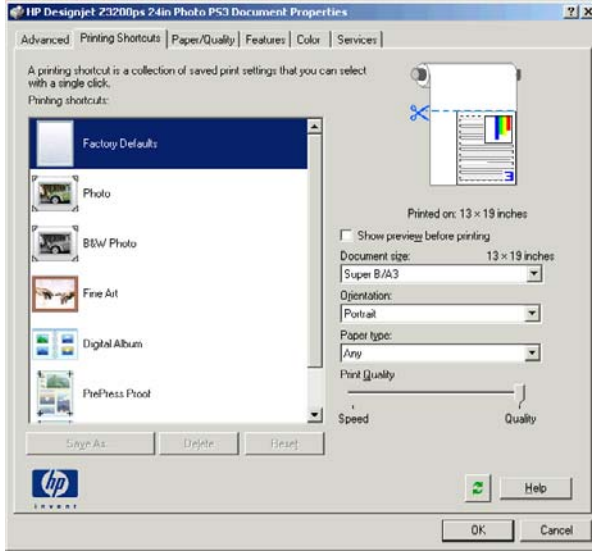 HP Designjet Z3200ps 24in Photo PS3 Document Properties
Advanced Printing Shortcuts Paper/Quality Features Color Services
A printing shortcut is a collection of saved print settings that you can select
with a single click.
Printing shortcuts:
Factory Defaults
Photo
B&W Photo
Fine Art
Digital Album
PrePress Proof
Save As... Delete Reset
3
Printed on: 13 × 19 inches
Show preview before printing
Document size: 13 × 19 inches
Super B/A3
Orientation:
Portrait
Paper type:
Any
Print Quality
Speed Quality
hp
invent
Help
OK Cancel